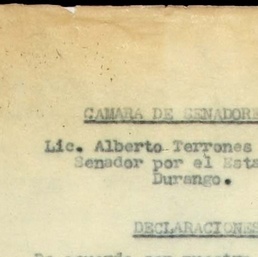 CAMARA DE SENADORE
Lic. Alberto Terrones
Senador por el Esta
Durango.
DECLARACIONES